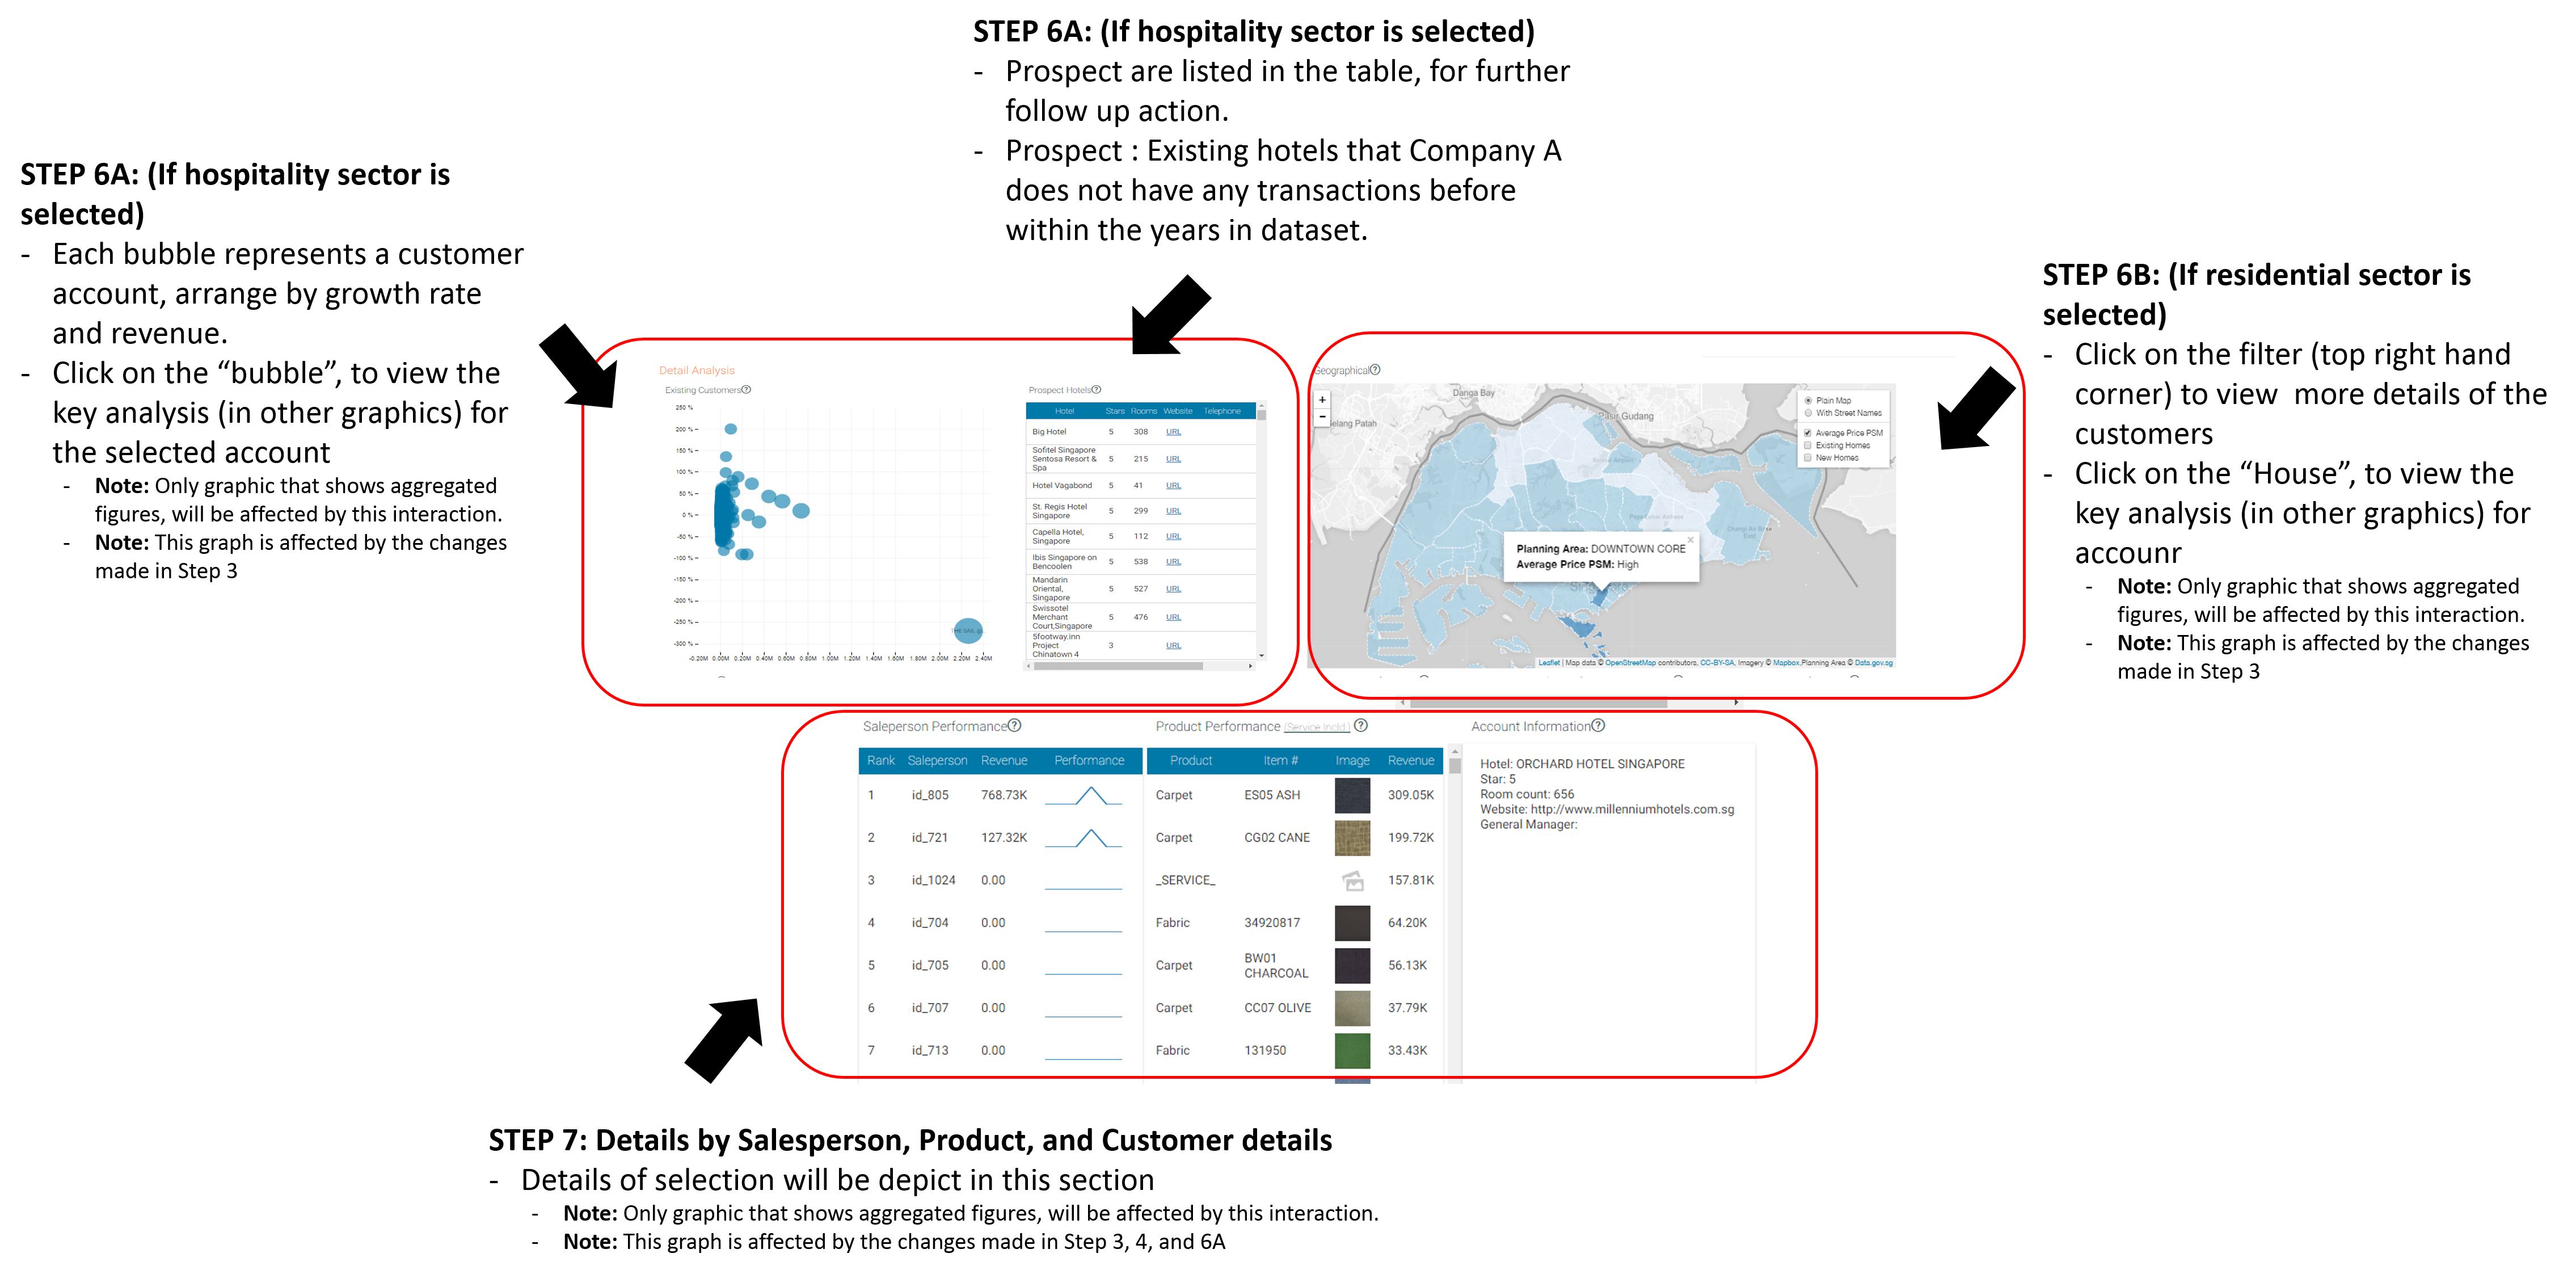 STEP 6A: (If hospitality sector is selected)
- Prospect are listed in the table, for further
follow up action.
- Prospect : Existing hotels that Company A
does not have any transactions before
within the years in dataset.
STEP 6A: (If hospitality sector is
selected)
- Each bubble represents a customer
account, arrange by growth rate
and revenue.
- Click on the “bubble”, to view the
key analysis (in other graphics) for
the selected account
- Note: Only graphic that shows aggregated
figures, will be affected by this interaction.
- Note: This graph is affected by the changes
made in Step 3
STEP 6B: (If residential sector is
selected)
- Click on the filter (top right hand
corner) to view more details of the
customers
- Click on the “House”, to view the
key analysis (in other graphics) for
accounr
- Note: Only graphic that shows aggregated
figures, will be affected by this interaction.
- Note: This graph is affected by the changes
made in Step 3
Detail Analysis
Existing Customers?
250 %
200 %
150 %
100 %
50 %
0 %
-50 %
-100 %
-150 %
-200 %
-250 %
-300 %
-0.20M 0.00M 0.20M 0.40M 0.60M 0.80M 1.00M 1.20M 1.40M 1.60M 1.80M 2.00M 2.20M 2.40M
Prospect Hotels?
Hotel Stars Rooms Website Telephone
Big Hotel 5 308 URL
Sofitel Singapore
Sentosa Resort & 5 215 URL
Spa
Hotel Vagabond 5 41 URL
St. Regis Hotel
Singapore 5 299 URL
Capella Hotel,
Singapore 5 112 URL
Ibis Singapore on
Bencoolen 5 538 URL
Mandarin
Oriental, 5 527 URL
Singapore
Swissotel
Merchant 5 476 URL
Court,Singapore
5footway.inn
Project 3 URL
Chinatown 4
Geographical?
+
-
Danga Bay
Pasir Gudang
elang Patah
Plain Map
With Street Names
Average Price PSM
Existing Homes
New Homes
Paya Lebar Airbase
Changi Air Base
East
Planning Area: DOWNTOWN CORE ×
Average Price PSM: High
Leaflet | Map data © OpenStreetMap contributors, CC-BY-SA, Imagery © Mapbox,Planning Area © Data.gov.sg
Saleperson Performance?
Rank Saleperson Revenue Performance
1 id_805 768.73K
2 id_721 127.32K
3 id_1024 0.00
4 id_704 0.00
5 id_705 0.00
6 id_707 0.00
7 id_713 0.00
Product Performance (Service Incld.) ?
Product Item # Image Revenue
Carpet ES05 ASH 309.05K
Carpet CG02 CANE 199.72K
_SERVICE_ 157.81K
Fabric 34920817 64.20K
Carpet BW01 56.13K
CHARCOAL
Carpet CC07 OLIVE 37.79K
Fabric 131950 33.43K
Account Information?
Hotel: ORCHARD HOTEL SINGAPORE
Star: 5
Room count: 656
Website: http://www.millenniumhotels.com.sg
General Manager:
STEP 7: Details by Salesperson, Product, and Customer details
- Details of selection will be depict in this section
- Note: Only graphic that shows aggregated figures, will be affected by this interaction.
- Note: This graph is affected by the changes made in Step 3, 4, and 6A